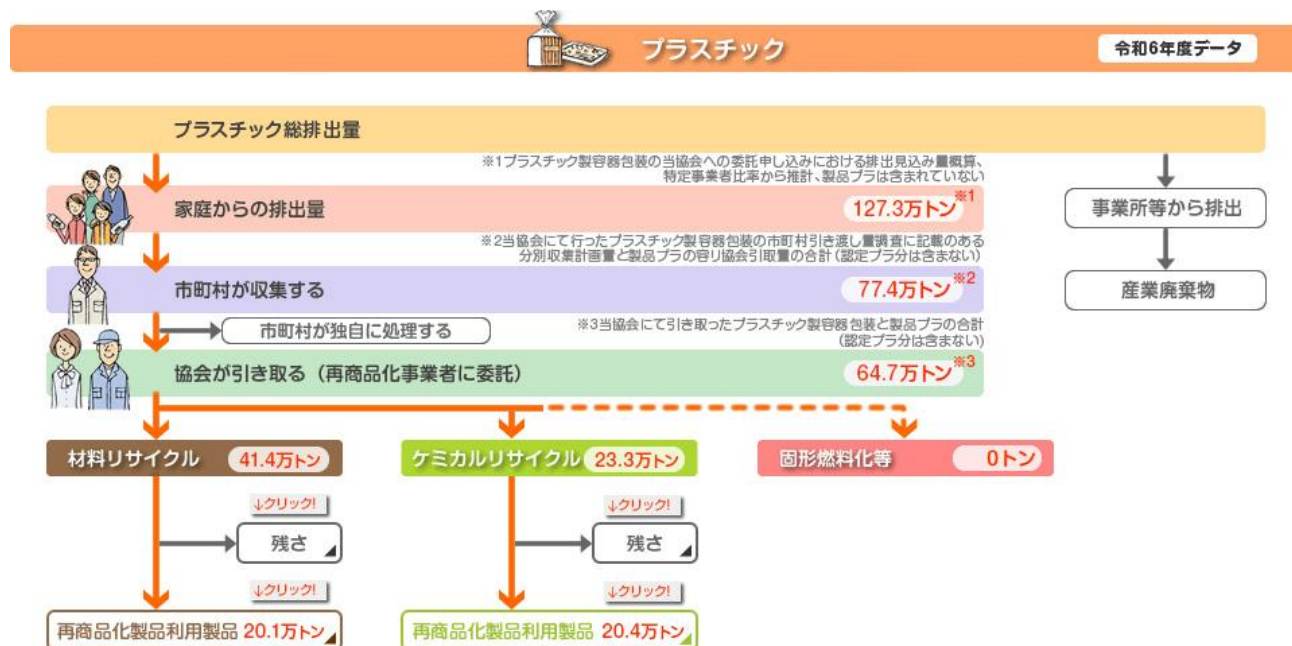 プラスチック
令和6年度データ
プラスチック総排出量
※1プラスチック製容器包装の当協会への委託申し込みにおける排出見込み量概算、
特定事業者比率から推計、製品プラは含まれていない
家庭からの排出量
127.3万トン※1
事業所等から排出
※2当協会にて行ったプラスチック製容器包装の市町村引き渡し量調査に記載のある
分別収集計画量と製品プラの容リ協会引取量の合計(認定プラ分は含まない)
市町村が収集する
77.4万トン※2
産業廃棄物
市町村が独自に処理する
※3当協会にて引き取ったプラスチック製容器包装と製品プラの合計
(認定プラ分は含まない)
協会が引き取る(再商品化事業者に委託)
64.7万トン※3
材料リサイクル 41.4万トン
ケミカルリサイクル 23.3万トン
固形燃料化等 0トン
↓クリック!
↓クリック!
残さ
残さ
↓クリック!
↓クリック!
再商品化製品利用製品 20.1万トン
再商品化製品利用製品 20.4万トン